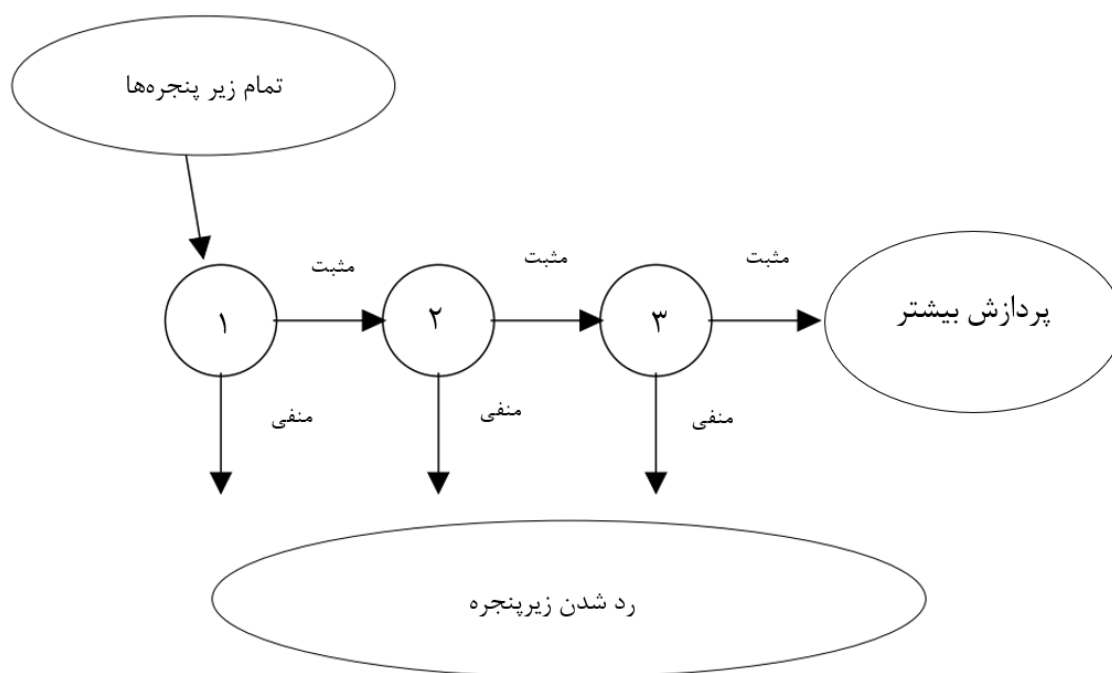 تمام زیر پنجره‌ها
مثبت
مثبت
مثبت
۱
۲
۳
پردازش بیشتر
منفی
منفی
منفی
رد شدن زیرپنجره